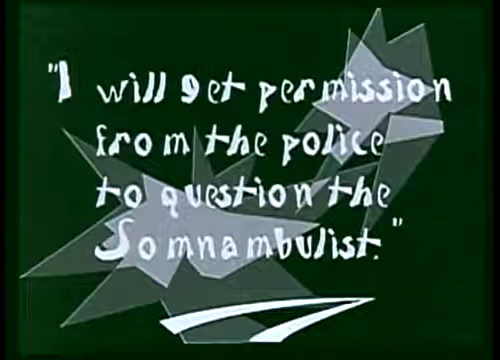 "I will get permission
from the police
to question the
Somnambulist."